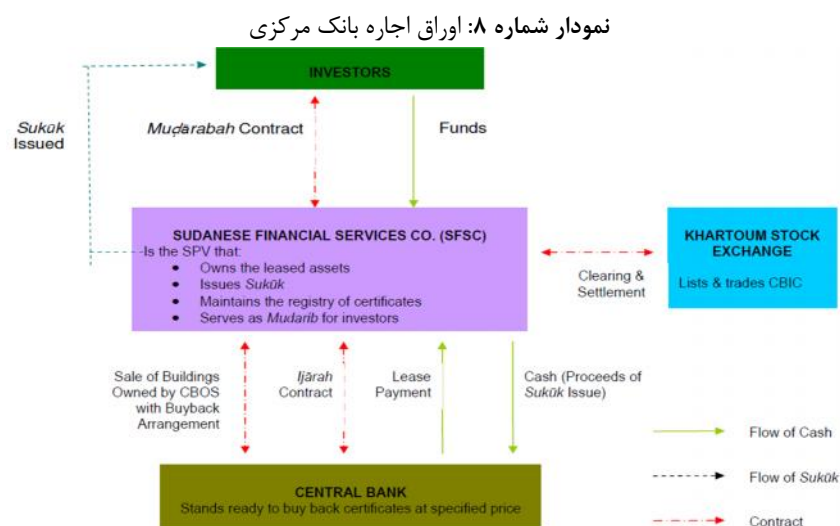 نمودار شماره ۸: اوراق اجاره بانک مرکزی
INVESTORS
Sukūk
Issued
Muḍārabah Contract
Funds
SUDANESE FINANCIAL SERVICES CO. (SFSC)
Is the SPV that:
• Owns the leased assets
• Issues Sukūk
• Maintains the registry of certificates
• Serves as Mudarib for investors
KHARTOUM STOCK
EXCHANGE
Lists & trades CBIC
Clearing &
Settlement
Sale of Buildings
Owned by CBOS
with Buyback
Arrangement
Ijārah
Contract
Lease
Payment
Cash (Proceeds of
Sukūk Issue)
CENTRAL BANK
Stands ready to buy back certificates at specified price
Flow of Cash
Flow of Sukūk
Contract